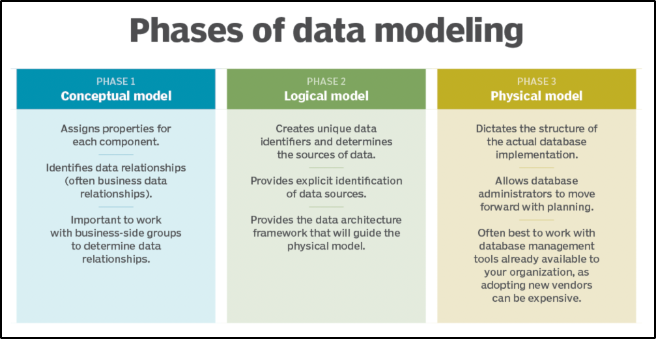 Phases of data modeling
PHASE 1
Conceptual model
Assigns properties for
each component.
Identifies data relationships
(often business data
relationships).
Important to work
with business-side groups
to determine data
relationships.
PHASE 2
Logical model
Creates unique data
identifiers and determines
the sources of data.
Provides explicit identification
of data sources.
Provides the data architecture
framework that will guide the
physical model.
PHASE 3
Physical model
Dictates the structure of
the actual database
implementation.
Allows database
administrators to move
forward with planning.
Often best to work with
database management
tools already available to
your organization, as
adopting new vendors
can be expensive.